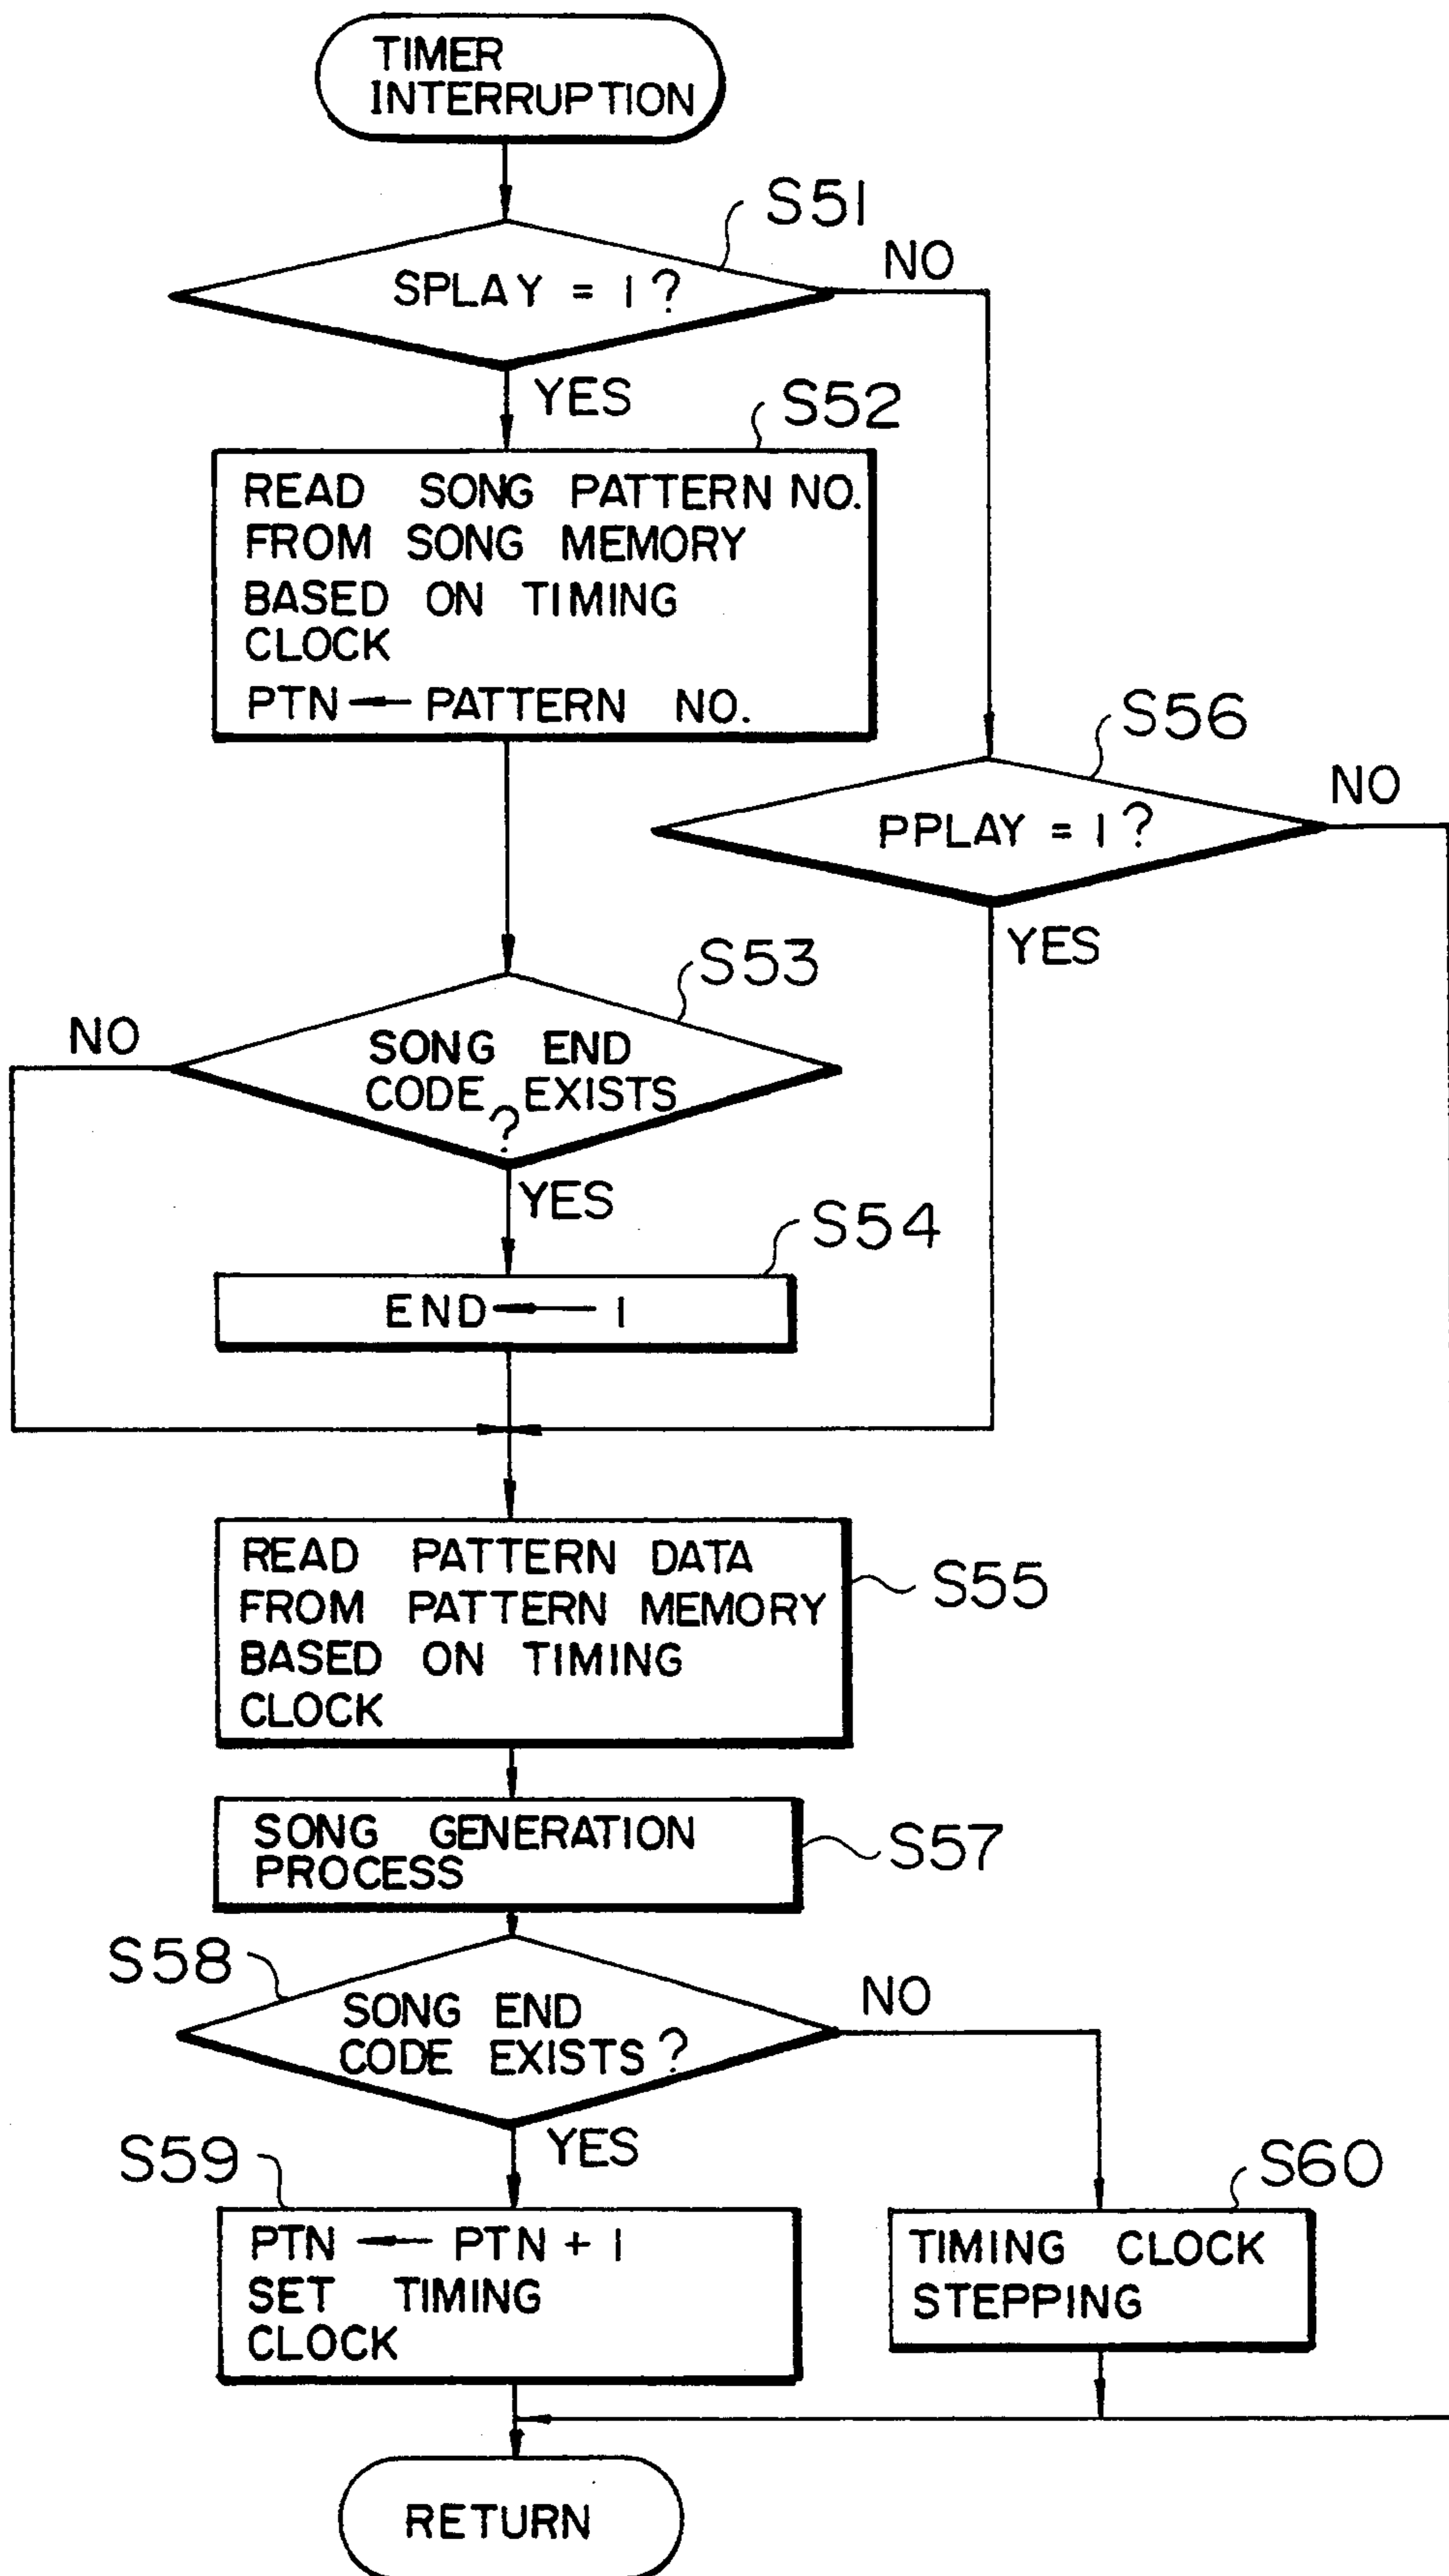 TIMER
INTERRUPTION
S51
SPLAY = 1 ?
NO
YES
S52
READ SONG PATTERN NO.
FROM SONG MEMORY
BASED ON TIMING
CLOCK
PTN ← PATTERN NO.
S56
PPLAY = 1 ?
NO
YES
S53
SONG END
CODE EXISTS
?
NO
YES
S54
END ← 1
READ PATTERN DATA
FROM PATTERN MEMORY
BASED ON TIMING
CLOCK
S55
SONG GENERATION
PROCESS
S57
S58
SONG END
CODE EXISTS ?
NO
YES
S59
PTN ← PTN + 1
SET TIMING
CLOCK
S60
TIMING CLOCK
STEPPING
RETURN